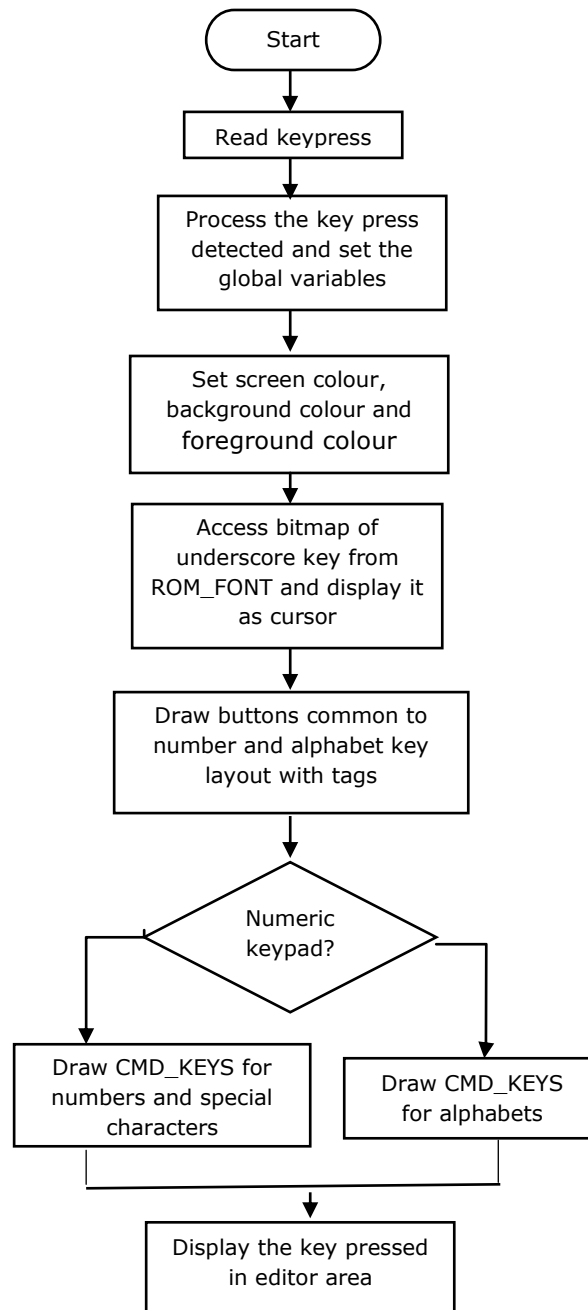 Start
Read keypress
Process the key press
detected and set the
global variables
Set screen colour,
background colour and
foreground colour
Access bitmap of
underscore key from
ROM_FONT and display it
as cursor
Draw buttons common to
number and alphabet key
layout with tags
Numeric
keypad?
Draw CMD_KEYS for
numbers and special
characters
Draw CMD_KEYS
for alphabets
Display the key pressed
in editor area